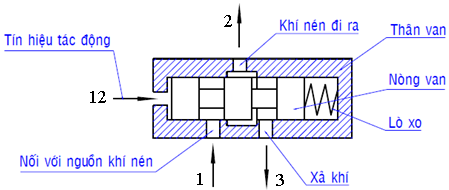 2
Khí nén đi ra
Thân van
Tín hiệu tác động
12
Nòng van
Lò xo
Nối với nguồn khí nén
1
3
Xả khí